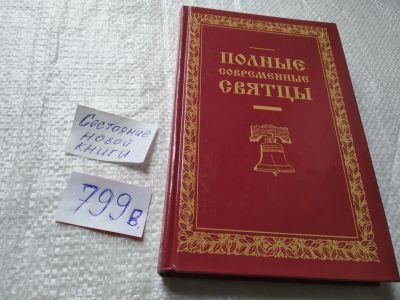 ПОЛНЫЕ
СОВРЕМЕННЫЕ
СВЯТЦЫ
Состояние
новой
книги
799в.